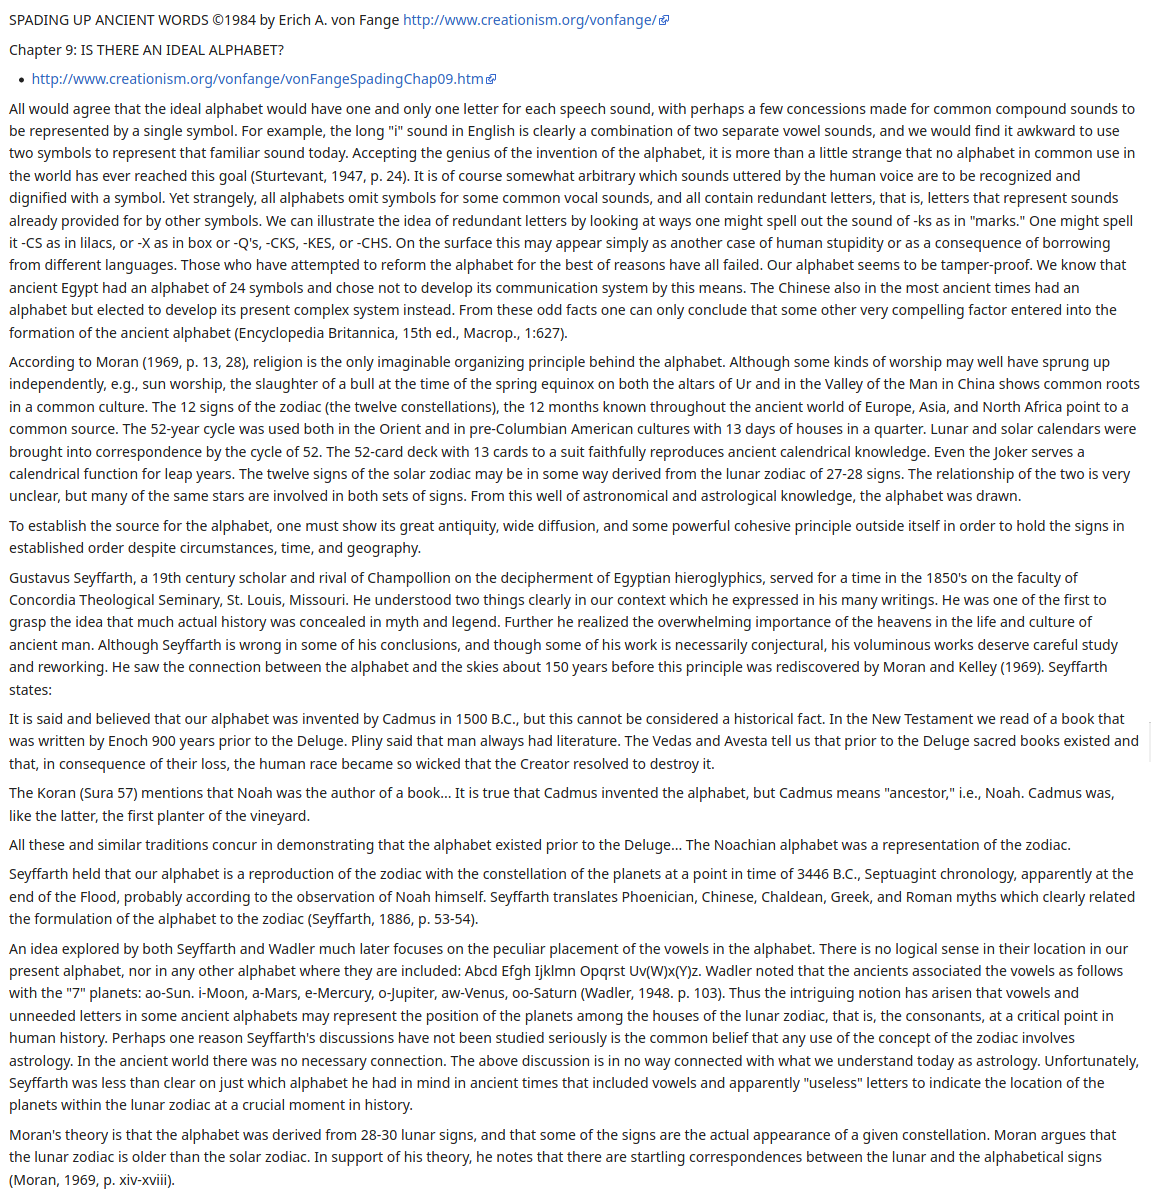 SPADING UP ANCIENT WORDS ©1984 by Erich A. von Fange http://www.creationism.org/vonfange/
Chapter 9: IS THERE AN IDEAL ALPHABET?
• http://www.creationism.org/vonfange/vonFangeSpadingChap09.htm
All would agree that the ideal alphabet would have one and only one letter for each speech sound, with perhaps a few concessions made for common compound sounds to
be represented by a single symbol. For example, the long "i" sound in English is clearly a combination of two separate vowel sounds, and we would find it awkward to use
two symbols to represent that familiar sound today. Accepting the genius of the invention of the alphabet, it is more than a little strange that no alphabet in common use in
the world has ever reached this goal (Sturtevant, 1947, p. 24). It is of course somewhat arbitrary which sounds uttered by the human voice are to be recognized and
dignified with a symbol. Yet strangely, all alphabets omit symbols for some common vocal sounds, and all contain redundant letters, that is, letters that represent sounds
already provided for by other symbols. We can illustrate the idea of redundant letters by looking at ways one might spell out the sound of -ks as in "marks." One might spell
it -CS as in lilacs, or -X as in box or -Q's, -CKS, -KES, or -CHS. On the surface this may appear simply as another case of human stupidity or as a consequence of borrowing
from different languages. Those who have attempted to reform the alphabet for the best of reasons have all failed. Our alphabet seems to be tamper-proof. We know that
ancient Egypt had an alphabet of 24 symbols and chose not to develop its communication system by this means. The Chinese also in the most ancient times had an
alphabet but elected to develop its present complex system instead. From these odd facts one can only conclude that some other very compelling factor entered into the
formation of the ancient alphabet (Encyclopedia Britannica, 15th ed., Macrop., 1:627).
According to Moran (1969, p. 13, 28), religion is the only imaginable organizing principle behind the alphabet. Although some kinds of worship may well have sprung up
independently, e.g., sun worship, the slaughter of a bull at the time of the spring equinox on both the altars of Ur and in the Valley of the Man in China shows common roots
in a common culture. The 12 signs of the zodiac (the twelve constellations), the 12 months known throughout the ancient world of Europe, Asia, and North Africa point to a
common source. The 52-year cycle was used both in the Orient and in pre-Columbian American cultures with 13 days of houses in a quarter. Lunar and solar calendars were
brought into correspondence by the cycle of 52. The 52-card deck with 13 cards to a suit faithfully reproduces ancient calendrical knowledge. Even the Joker serves a
calendrical function for leap years. The twelve signs of the solar zodiac may be in some way derived from the lunar zodiac of 27-28 signs. The relationship of the two is very
unclear, but many of the same stars are involved in both sets of signs. From this well of astronomical and astrological knowledge, the alphabet was drawn.
To establish the source for the alphabet, one must show its great antiquity, wide diffusion, and some powerful cohesive principle outside itself in order to hold the signs in
established order despite circumstances, time, and geography.
Gustavus Seyffarth, a 19th century scholar and rival of Champollion on the decipherment of Egyptian hieroglyphics, served for a time in the 1850's on the faculty of
Concordia Theological Seminary, St. Louis, Missouri. He understood two things clearly in our context which he expressed in his many writings. He was one of the first to
grasp the idea that much actual history was concealed in myth and legend. Further he realized the overwhelming importance of the heavens in the life and culture of
ancient man. Although Seyffarth is wrong in some of his conclusions, and though some of his work is necessarily conjectural, his voluminous works deserve careful study
and reworking. He saw the connection between the alphabet and the skies about 150 years before this principle was rediscovered by Moran and Kelley (1969). Seyffarth
states:
It is said and believed that our alphabet was invented by Cadmus in 1500 B.C., but this cannot be considered a historical fact. In the New Testament we read of a book that
was written by Enoch 900 years prior to the Deluge. Pliny said that man always had literature. The Vedas and Avesta tell us that prior to the Deluge sacred books existed and
that, in consequence of their loss, the human race became so wicked that the Creator resolved to destroy it.
The Koran (Sura 57) mentions that Noah was the author of a book... It is true that Cadmus invented the alphabet, but Cadmus means "ancestor," i.e., Noah. Cadmus was,
like the latter, the first planter of the vineyard.
All these and similar traditions concur in demonstrating that the alphabet existed prior to the Deluge... The Noachian alphabet was a representation of the zodiac.
Seyffarth held that our alphabet is a reproduction of the zodiac with the constellation of the planets at a point in time of 3446 B.C., Septuagint chronology, apparently at the
end of the Flood, probably according to the observation of Noah himself. Seyffarth translates Phoenician, Chinese, Chaldean, Greek, and Roman myths which clearly related
the formulation of the alphabet to the zodiac (Seyffarth, 1886, p. 53-54).
An idea explored by both Seyffarth and Wadler much later focuses on the peculiar placement of the vowels in the alphabet. There is no logical sense in their location in our
present alphabet, nor in any other alphabet where they are included: Abcd Efgh Ijklmn Opqrst Uv(W)x(Y)z. Wadler noted that the ancients associated the vowels as follows
with the "7" planets: ao-Sun. i-Moon, a-Mars, e-Mercury, o-Jupiter, aw-Venus, oo-Saturn (Wadler, 1948. p. 103). Thus the intriguing notion has arisen that vowels and
unneeded letters in some ancient alphabets may represent the position of the planets among the houses of the lunar zodiac, that is, the consonants, at a critical point in
human history. Perhaps one reason Seyffarth's discussions have not been studied seriously is the common belief that any use of the concept of the zodiac involves
astrology. In the ancient world there was no necessary connection. The above discussion is in no way connected with what we understand today as astrology. Unfortunately,
Seyffarth was less than clear on just which alphabet he had in mind in ancient times that included vowels and apparently "useless" letters to indicate the location of the
planets within the lunar zodiac at a crucial moment in history.
Moran's theory is that the alphabet was derived from 28-30 lunar signs, and that some of the signs are the actual appearance of a given constellation. Moran argues that
the lunar zodiac is older than the solar zodiac. In support of his theory, he notes that there are startling correspondences between the lunar and the alphabetical signs
(Moran, 1969, p. xiv-xviii).